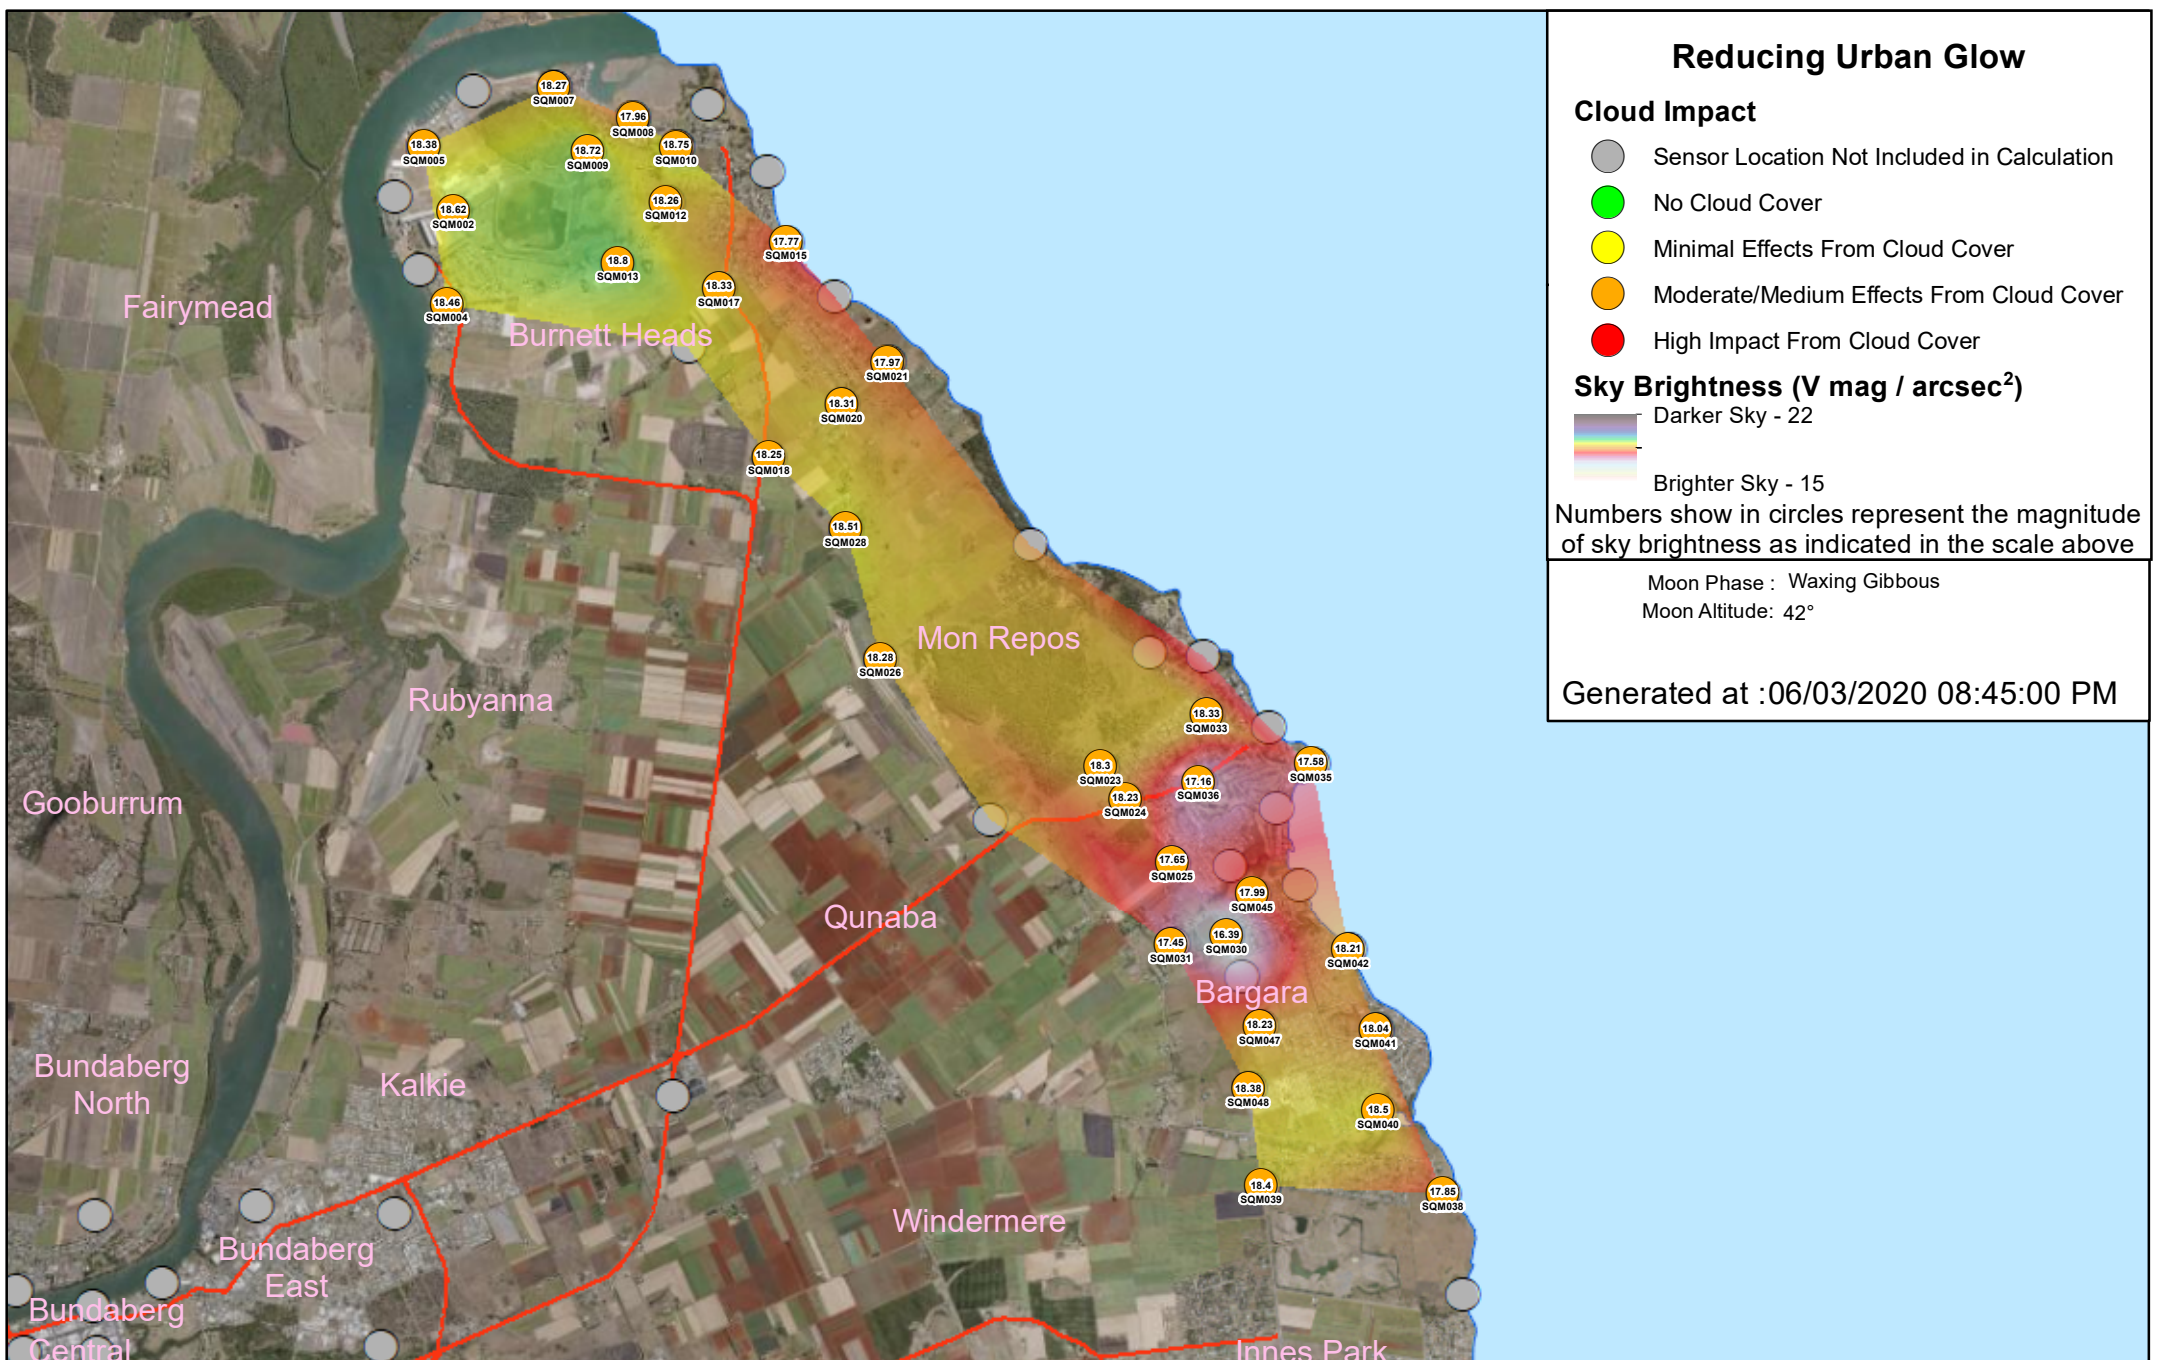 Reducing Urban Glow
Cloud Impact
Sensor Location Not Included in Calculation
No Cloud Cover
Minimal Effects From Cloud Cover
Moderate/Medium Effects From Cloud Cover
High Impact From Cloud Cover
Sky Brightness (V mag / arcsec²)
Darker Sky - 22
Brighter Sky - 15
Numbers show in circles represent the magnitude
of sky brightness as indicated in the scale above
Moon Phase : Waxing Gibbous
Moon Altitude: 42°
Generated at :06/03/2020 08:45:00 PM
18.27
SQM007
17.96
SQM008
18.38
SQM005
18.72
SQM009
18.75
SQM010
18.62
SQM002
18.26
SQM012
17.77
SQM015
18.8
SQM013
18.33
SQM017
18.46
SQM004
Fairymead
Burnett Heads
17.97
SQM021
18.31
SQM020
18.25
SQM018
18.51
SQM028
Mon Repos
18.28
SQM026
Rubyanna
18.33
SQM033
18.3
SQM023
17.16
SQM036
17.58
SQM035
18.23
SQM024
Gooburrum
17.65
SQM025
17.99
SQM045
Qunaba
17.45
SQM031
16.39
SQM030
18.21
SQM042
Bargara
18.23
SQM047
18.04
SQM041
Bundaberg
North
Kalkie
18.38
SQM048
18.5
SQM040
18.4
SQM039
17.85
SQM038
Windermere
Bundaberg
East
Bundaberg
Central
Innes Park